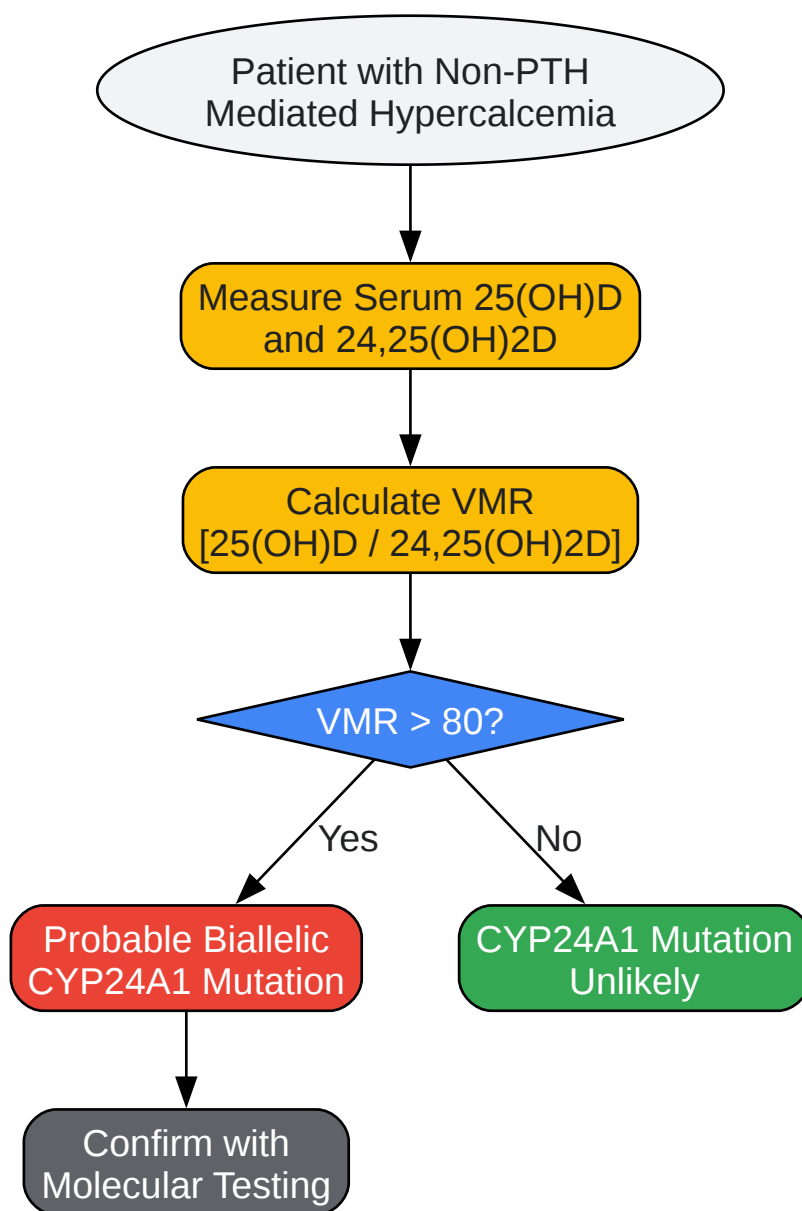 Patient with Non-PTH
Mediated Hypercalcemia
Measure Serum 25(OH)D
and 24,25(OH)2D
Calculate VMR
[25(OH)D / 24,25(OH)2D]
VMR > 80?
Yes
No
Probable Biallelic
CYP24A1 Mutation
CYP24A1 Mutation
Unlikely
Confirm with
Molecular Testing